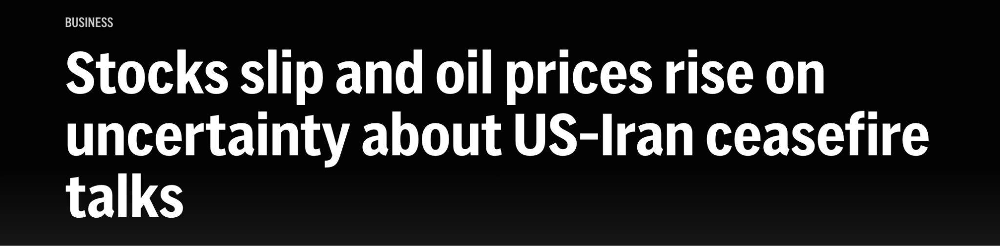 BUSINESS
Stocks slip and oil prices rise on
uncertainty about US-Iran ceasefire
talks